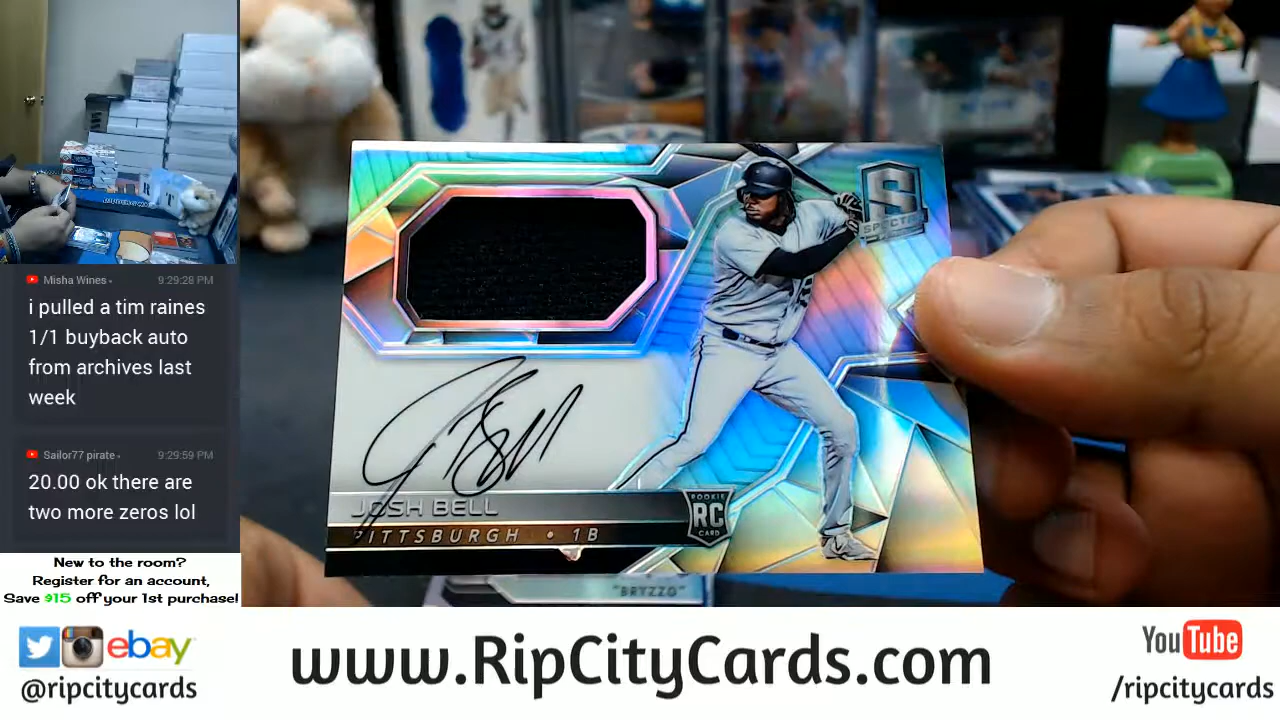 Misha Wines
9:29:28 PM
i pulled a tim raines
1/1 buyback auto
from archives last
week
Sailor77 pirate
9:29:59 PM
20.00 ok there are
two more zeros lol
New to the room?
Register for an account,
Save $15 off your 1st purchase!
S
SPECTRA
JOSH BELL
PITTSBURGH • 1B
ROOKIE
RC
CARD
"BRYZZO"
ebay
@ripcitycards
www.RipCityCards.com
YouTube
/ripcitycards